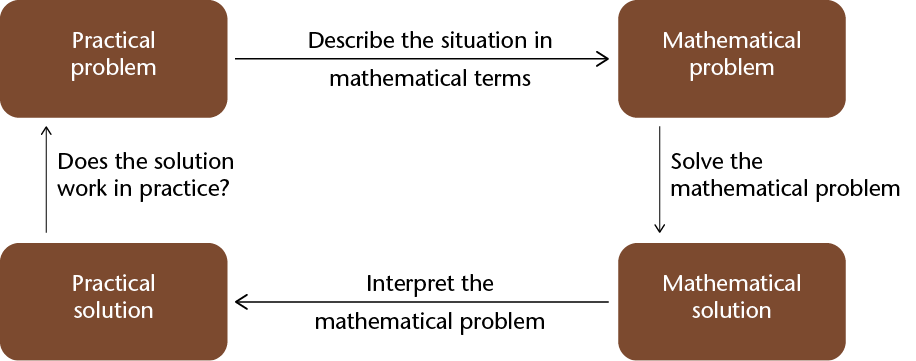 Practical
problem
Describe the situation in
mathematical terms
Mathematical
problem
Does the solution
work in practice?
Solve the
mathematical problem
Practical
solution
Interpret the
mathematical problem
Mathematical
solution